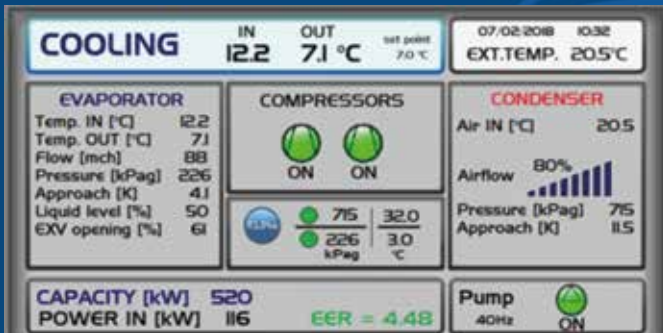 COOLING
IN OUT
12.2 7.1 °C
set point
7.0 °C
07/02/2018 10:32
EXT.TEMP. 20.5°C
EVAPORATOR
Temp. IN [°C] 12.2
Temp. OUT [°C] 7.1
Flow [mch] 88
Pressure [kPag] 226
Approach [K] 4.1
Liquid level [%] 50
EXV opening [%] 61
COMPRESSORS
ON ON
715 32.0
226 3.0
kPag °C
CONDENSER
Air IN [°C] 20.5
80%
Airflow
Pressure [kPag] 715
Approach [K] 11.5
CAPACITY [kW] 520
POWER IN [kW] 116 EER = 4.48
Pump
40Hz ON